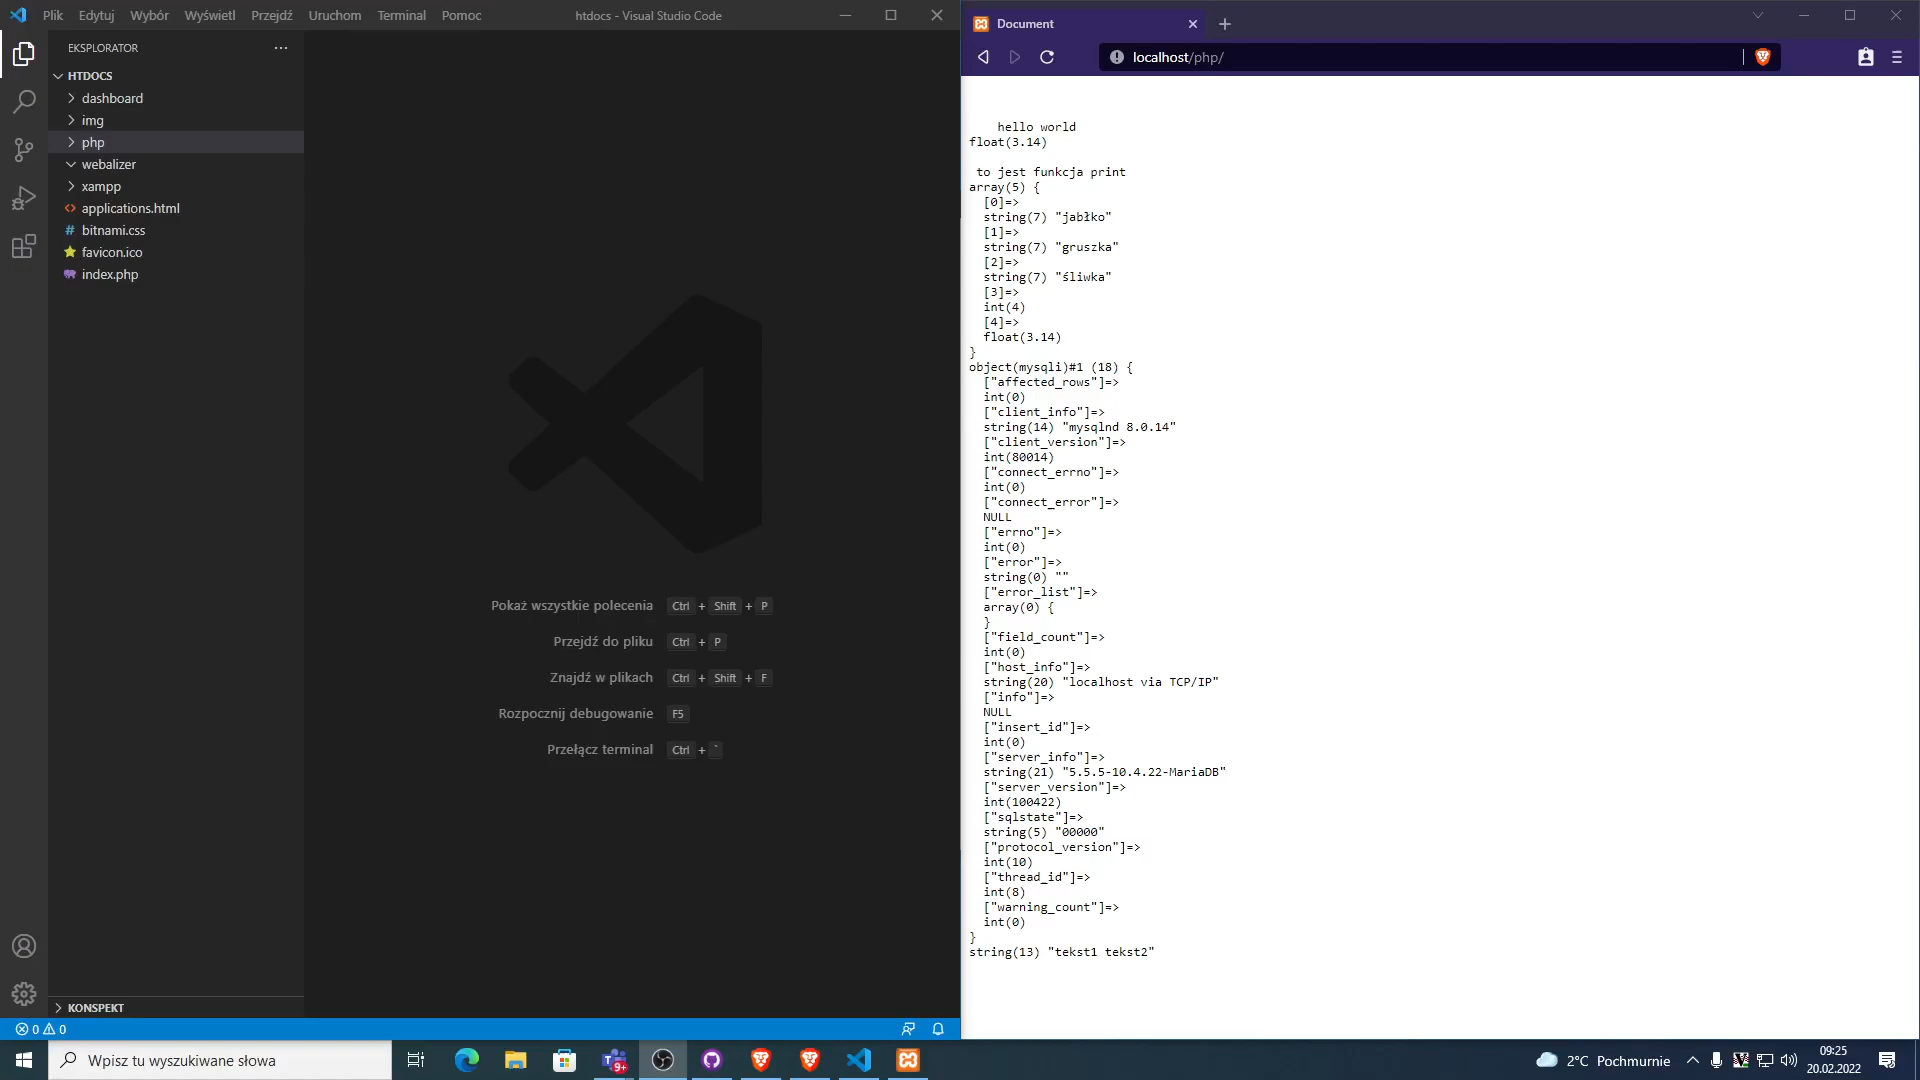 Plik Edytuj Wybór Wyświetl Przejdź Uruchom Terminal Pomoc
htdocs - Visual Studio Code
EKSPLORATOR
HTDOCS
dashboard
img
php
webalizer
xampp
applications.html
bitnami.css
favicon.ico
index.php
Pokaż wszystkie polecenia Ctrl + Shift + P
Przejdź do pliku Ctrl + P
Znajdź w plikach Ctrl + Shift + F
Rozpocznij debugowanie F5
Przełącz terminal Ctrl + `
KONSPEKT
0 0
Document
localhost/php/
hello world
float(3.14)
to jest funkcja print
array(5) {
[0]=>
string(7) "jabłko"
[1]=>
string(7) "gruszka"
[2]=>
string(7) "śliwka"
[3]=>
int(4)
[4]=>
float(3.14)
}
object(mysqli)#1 (18) {
["affected_rows"]=>
int(0)
["client_info"]=>
string(14) "mysqlnd 8.0.14"
["client_version"]=>
int(80014)
["connect_errno"]=>
int(0)
["connect_error"]=>
NULL
["errno"]=>
int(0)
["error"]=>
string(0) ""
["error_list"]=>
array(0) {
}
["field_count"]=>
int(0)
["host_info"]=>
string(20) "localhost via TCP/IP"
["info"]=>
NULL
["insert_id"]=>
int(0)
["server_info"]=>
string(21) "5.5.5-10.4.22-MariaDB"
["server_version"]=>
int(100422)
["sqlstate"]=>
string(5) "00000"
["protocol_version"]=>
int(10)
["thread_id"]=>
int(8)
["warning_count"]=>
int(0)
}
string(13) "tekst1 tekst2"
Wpisz tu wyszukiwane słowa
9+
2°C Pochmurnie
09:25
20.02.2022